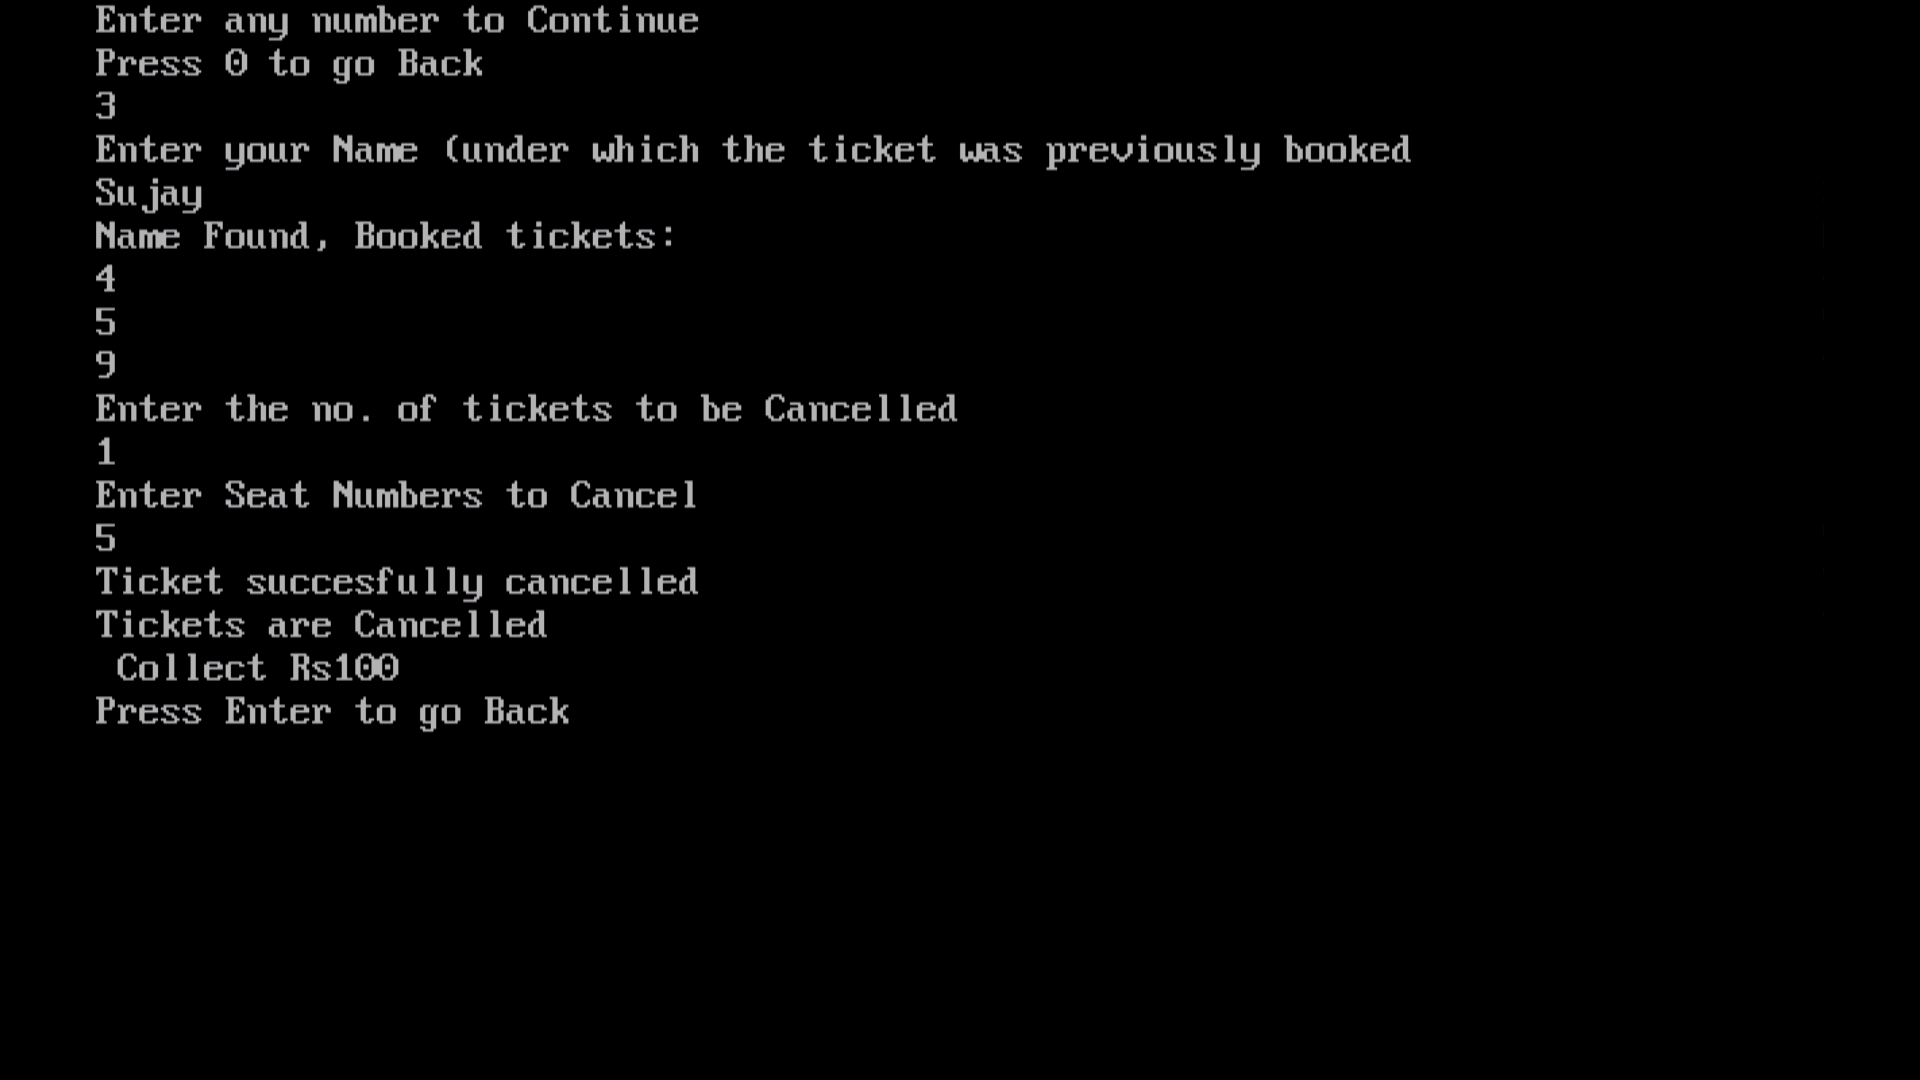 Enter any number to Continue
Press 0 to go Back
3
Enter your Name (under which the ticket was previously booked
Sujay
Name Found, Booked tickets:
4
5
9
Enter the no. of tickets to be Cancelled
1
Enter Seat Numbers to Cancel
5
Ticket succesfully cancelled
Tickets are Cancelled
 Collect Rs100
Press Enter to go Back